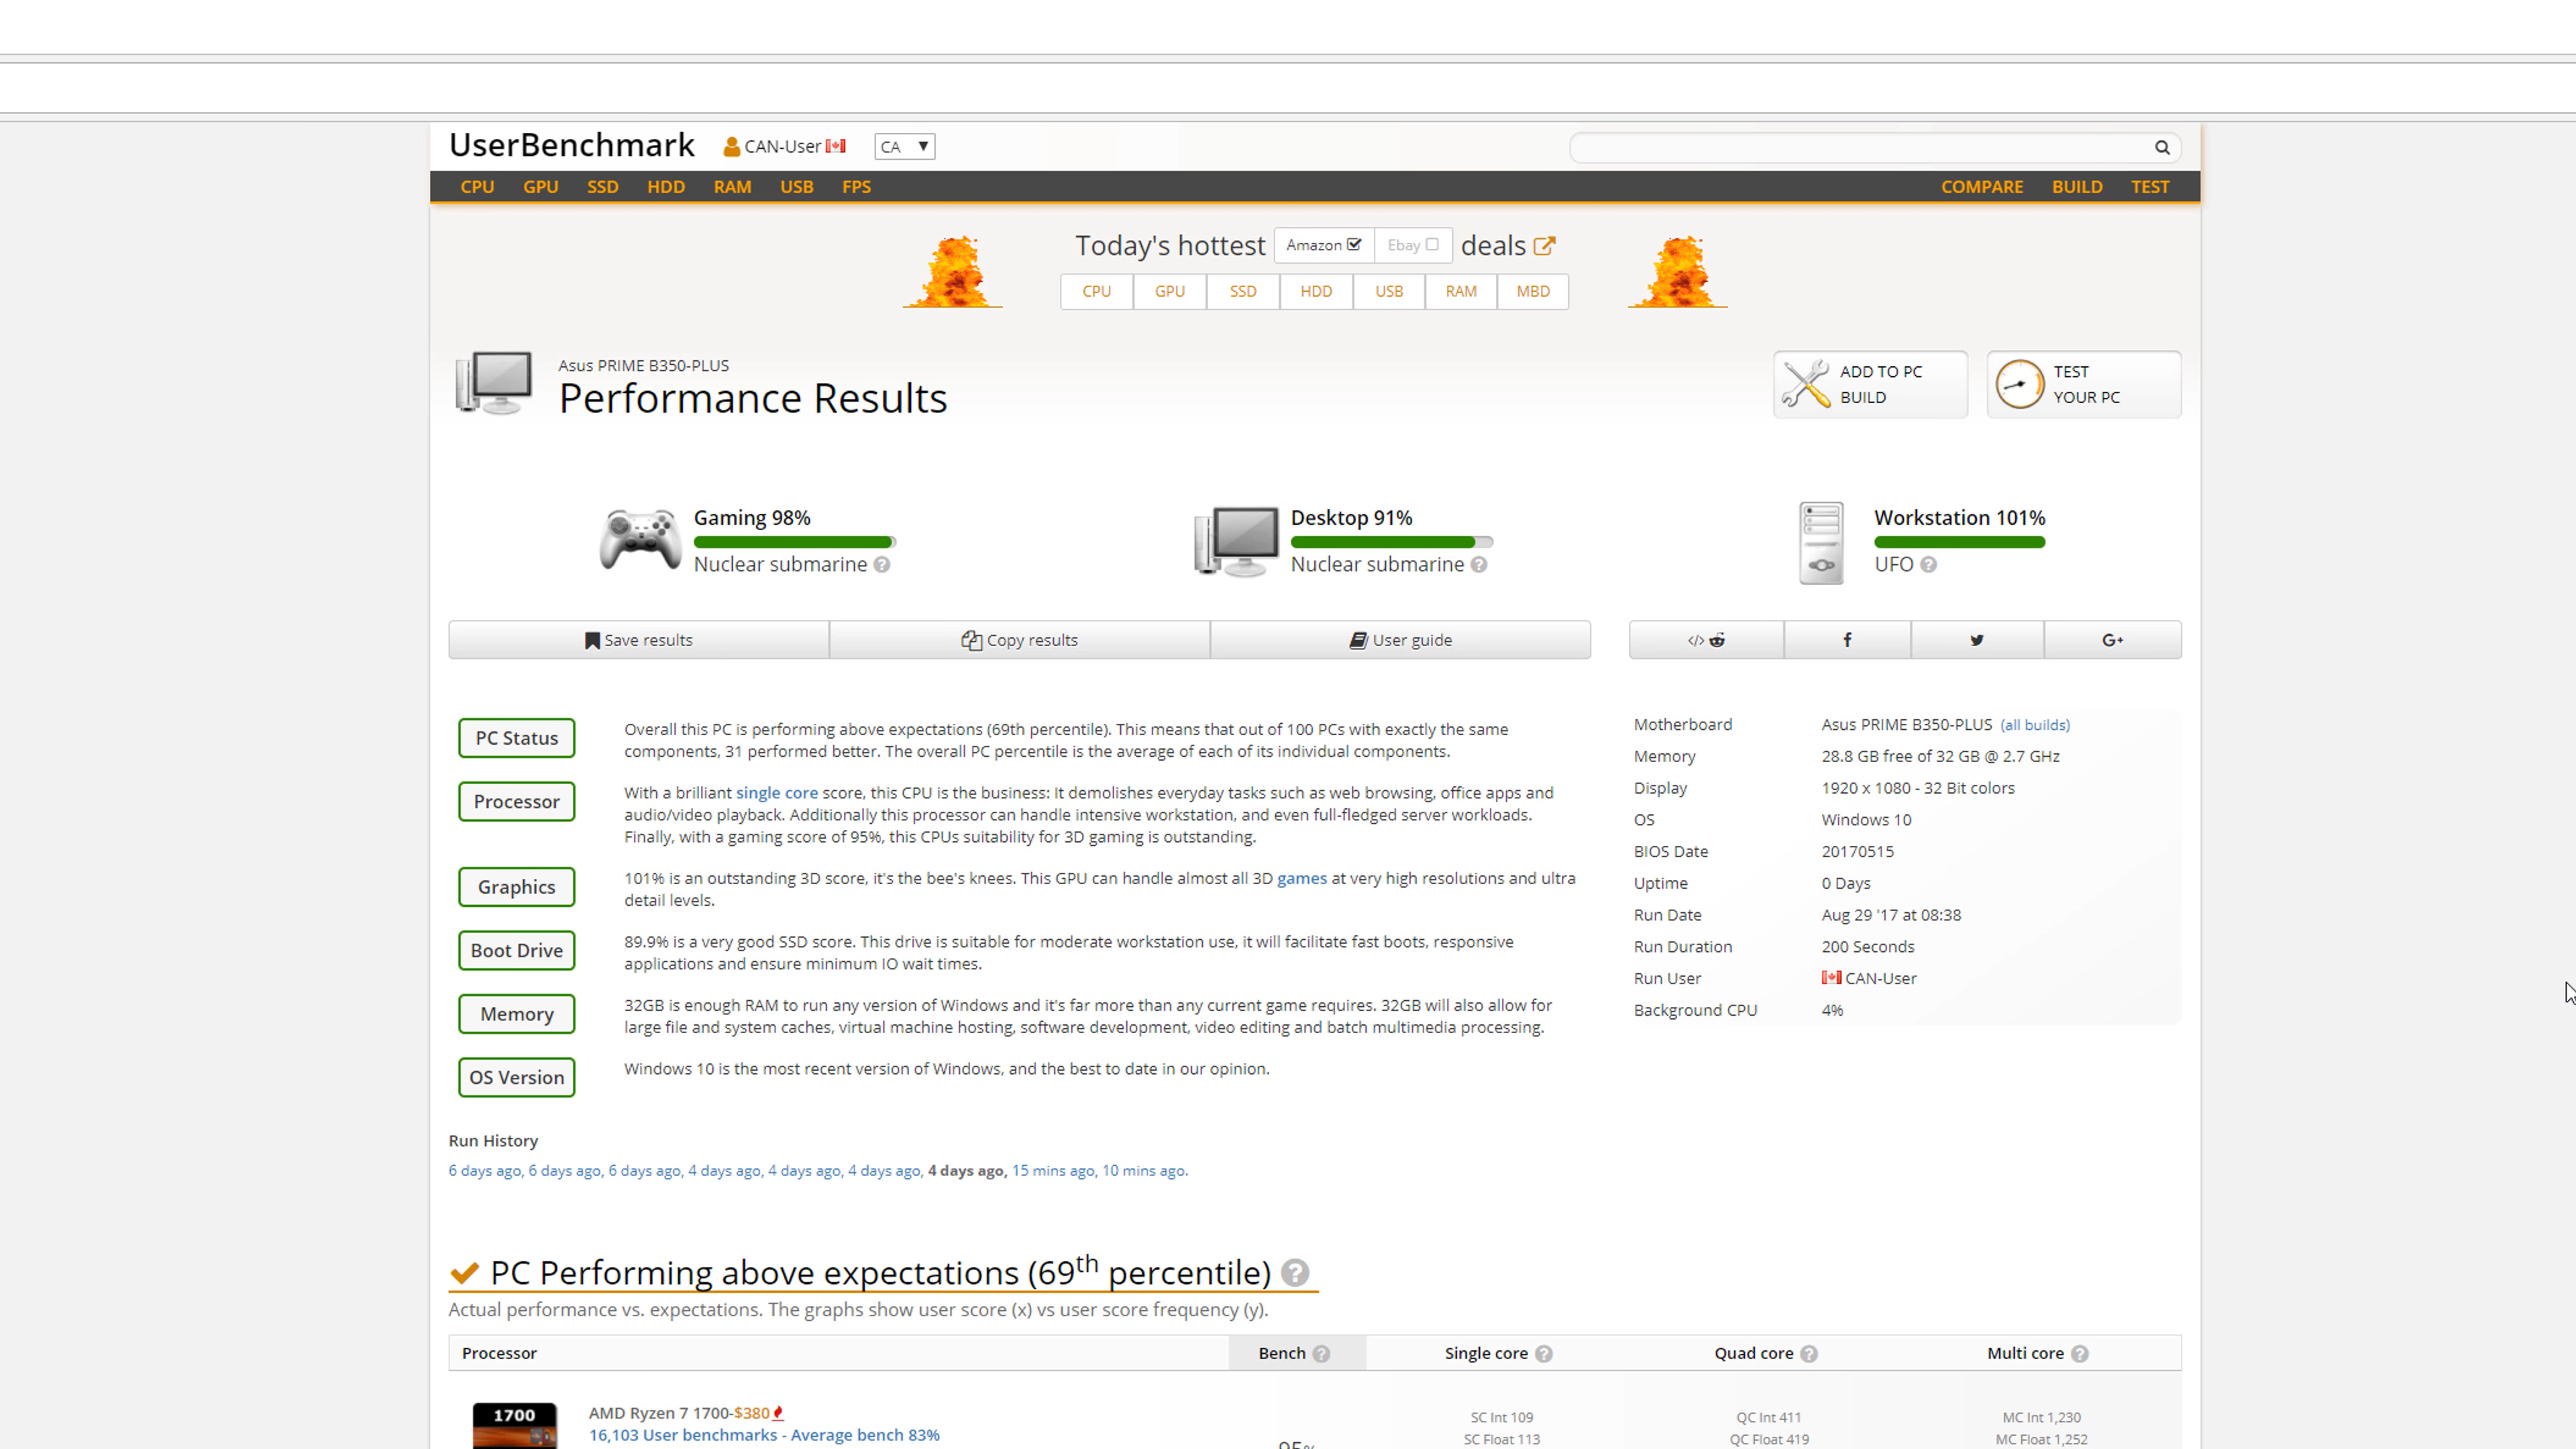 UserBenchmark CAN-User CA
CPU GPU SSD HDD RAM USB FPS COMPARE BUILD TEST
Today's hottest Amazon Ebay deals
CPU GPU SSD HDD USB RAM MBD
Asus PRIME B350-PLUS
Performance Results
ADD TO PC
BUILD
TEST
YOUR PC
Gaming 98%
Nuclear submarine
Desktop 91%
Nuclear submarine
Workstation 101%
UFO
Save results Copy results User guide
</> f G+
PC Status
Overall this PC is performing above expectations (69th percentile). This means that out of 100 PCs with exactly the same
components, 31 performed better. The overall PC percentile is the average of each of its individual components.
Processor
With a brilliant single core score, this CPU is the business: It demolishes everyday tasks such as web browsing, office apps and
audio/video playback. Additionally this processor can handle intensive workstation, and even full-fledged server workloads.
Finally, with a gaming score of 95%, this CPUs suitability for 3D gaming is outstanding.
Graphics
101% is an outstanding 3D score, it's the bee's knees. This GPU can handle almost all 3D games at very high resolutions and ultra
detail levels.
Boot Drive
89.9% is a very good SSD score. This drive is suitable for moderate workstation use, it will facilitate fast boots, responsive
applications and ensure minimum IO wait times.
Memory
32GB is enough RAM to run any version of Windows and it's far more than any current game requires. 32GB will also allow for
large file and system caches, virtual machine hosting, software development, video editing and batch multimedia processing.
OS Version
Windows 10 is the most recent version of Windows, and the best to date in our opinion.
Motherboard Asus PRIME B350-PLUS (all builds)
Memory 28.8 GB free of 32 GB @ 2.7 GHz
Display 1920 x 1080 - 32 Bit colors
OS Windows 10
BIOS Date 20170515
Uptime 0 Days
Run Date Aug 29 '17 at 08:38
Run Duration 200 Seconds
Run User CAN-User
Background CPU 4%
Run History
6 days ago, 6 days ago, 6 days ago, 4 days ago, 4 days ago, 4 days ago, 4 days ago, 15 mins ago, 10 mins ago.
PC Performing above expectations (69th percentile) ?
Actual performance vs. expectations. The graphs show user score (x) vs user score frequency (y).
Processor Bench ? Single core ? Quad core ? Multi core ?
1700
AMD Ryzen 7 1700-$380
16,103 User benchmarks - Average bench 83%
SC Int 109 QC Int 411 MC Int 1,230
SC Float 113 QC Float 419 MC Float 1,252